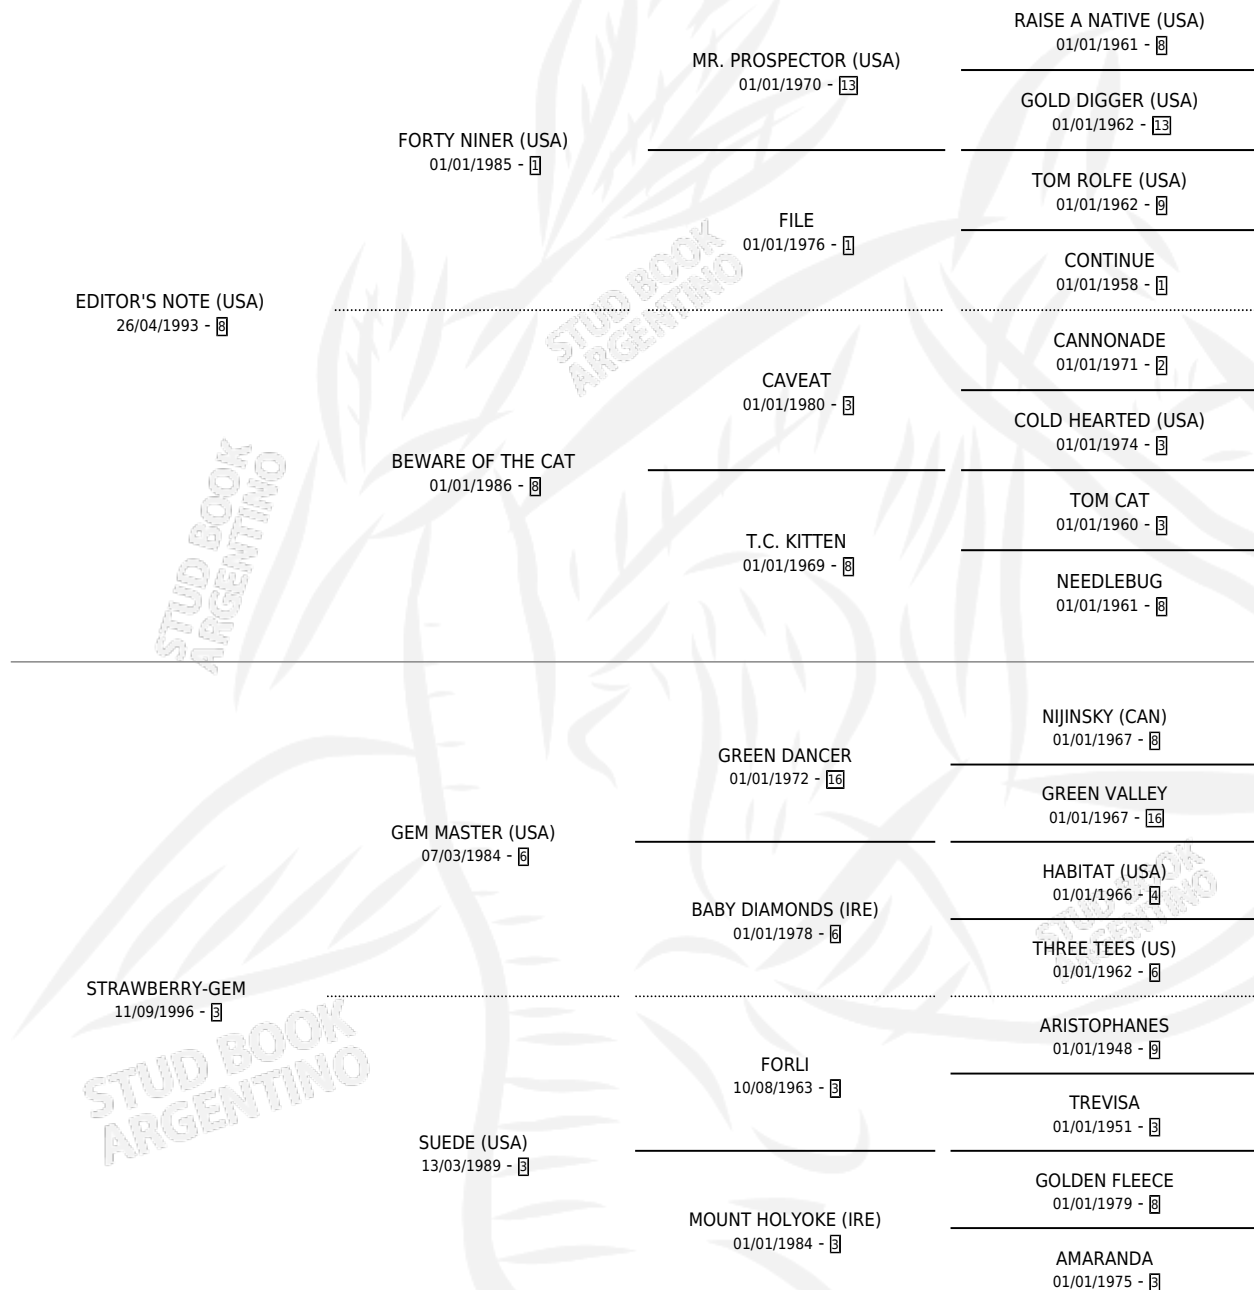 RAISE A NATIVE (USA)
01/01/1961 - 8
MR. PROSPECTOR (USA)
01/01/1970 - 13
GOLD DIGGER (USA)
01/01/1962 - 13
FORTY NINER (USA)
01/01/1985 - 1
TOM ROLFE (USA)
01/01/1962 - 9
FILE
01/01/1976 - 1
CONTINUE
01/01/1958 - 1
EDITOR'S NOTE (USA)
26/04/1993 - 8
STUD BOOK
ARGENTINO
CANNONADE
01/01/1971 - 2
CAVEAT
01/01/1980 - 3
COLD HEARTED (USA)
01/01/1974 - 3
BEWARE OF THE CAT
01/01/1986 - 8
TOM CAT
01/01/1960 - 3
T.C. KITTEN
01/01/1969 - 8
NEEDLEBUG
01/01/1961 - 8
STUD BOOK
ARGENTINO
NIJINSKY (CAN)
01/01/1967 - 8
GREEN DANCER
01/01/1972 - 16
GREEN VALLEY
01/01/1967 - 16
GEM MASTER (USA)
07/03/1984 - 6
HABITAT (USA)
01/01/1966 - 4
BABY DIAMONDS (IRE)
01/01/1978 - 6
THREE TEES (US)
01/01/1962 - 6
STUD BOOK
ARGENTINO
STRAWBERRY-GEM
11/09/1996 - 3
ARISTOPHANES
01/01/1948 - 9
FORLI
10/08/1963 - 3
TREVISA
01/01/1951 - 3
STUD BOOK
ARGENTINO
SUEDE (USA)
13/03/1989 - 3
GOLDEN FLEECE
01/01/1979 - 8
MOUNT HOLYOKE (IRE)
01/01/1984 - 3
AMARANDA
01/01/1975 - 3